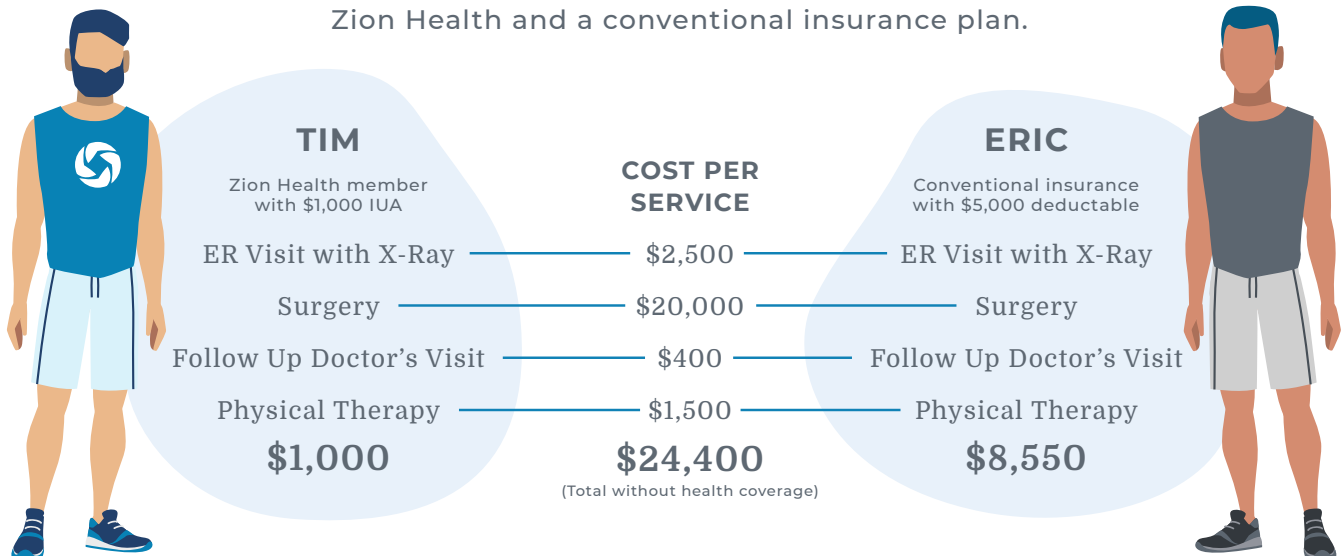 Zion Health and a conventional insurance plan.
TIM
Zion Health member
with $1,000 IUA
ER Visit with X-Ray
Surgery
Follow Up Doctor’s Visit
Physical Therapy
$1,000
COST PER
SERVICE
$2,500
$20,000
$400
$1,500
$24,400
(Total without health coverage)
ERIC
Conventional insurance
with $5,000 deductable
ER Visit with X-Ray
Surgery
Follow Up Doctor’s Visit
Physical Therapy
$8,550